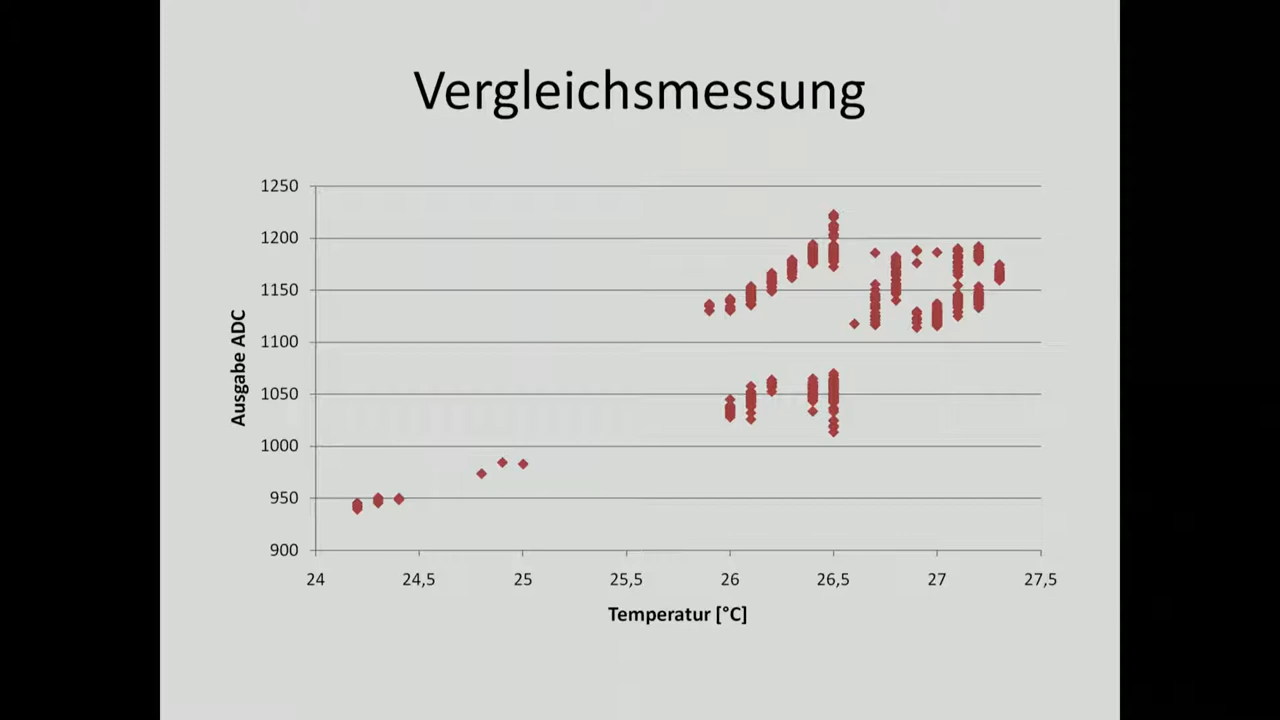 Vergleichsmessung
1250
1200
1150
1100
1050
1000
950
900
Ausgabe ADC
24 24,5 25 25,5 26 26,5 27 27,5
Temperatur [°C]